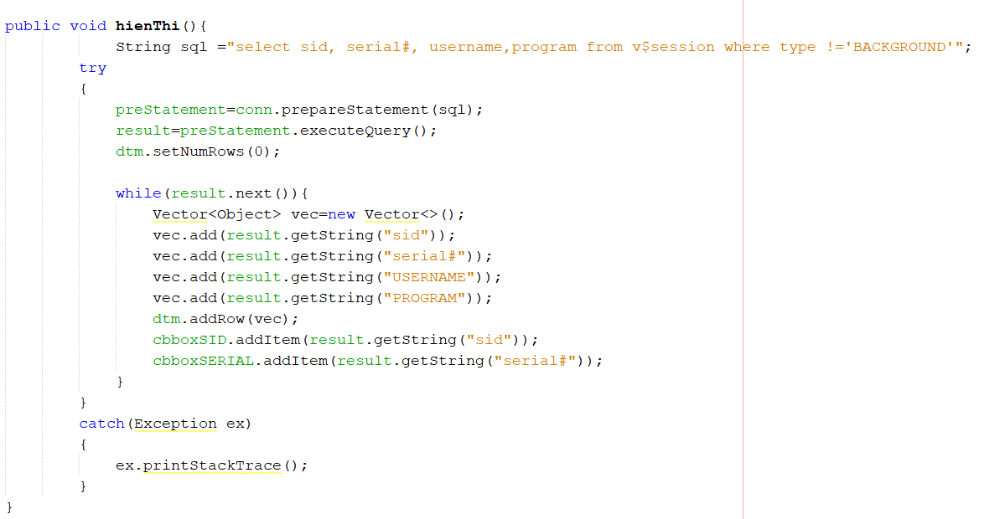 public void hienThi(){
String sql ="select sid, serial#, username,program from v$session where type !='BACKGROUND'";
try
{
preStatement=conn.prepareStatement(sql);
result=preStatement.executeQuery();
dtm.setNumRows(0);
while(result.next()){
Vector<Object> vec=new Vector<>();
vec.add(result.getString("sid"));
vec.add(result.getString("serial#"));
vec.add(result.getString("USERNAME"));
vec.add(result.getString("PROGRAM"));
dtm.addRow(vec);
cbboxSID.addItem(result.getString("sid"));
cbboxSERIAL.addItem(result.getString("serial#"));
}
}
catch(Exception ex)
{
ex.printStackTrace();
}
}